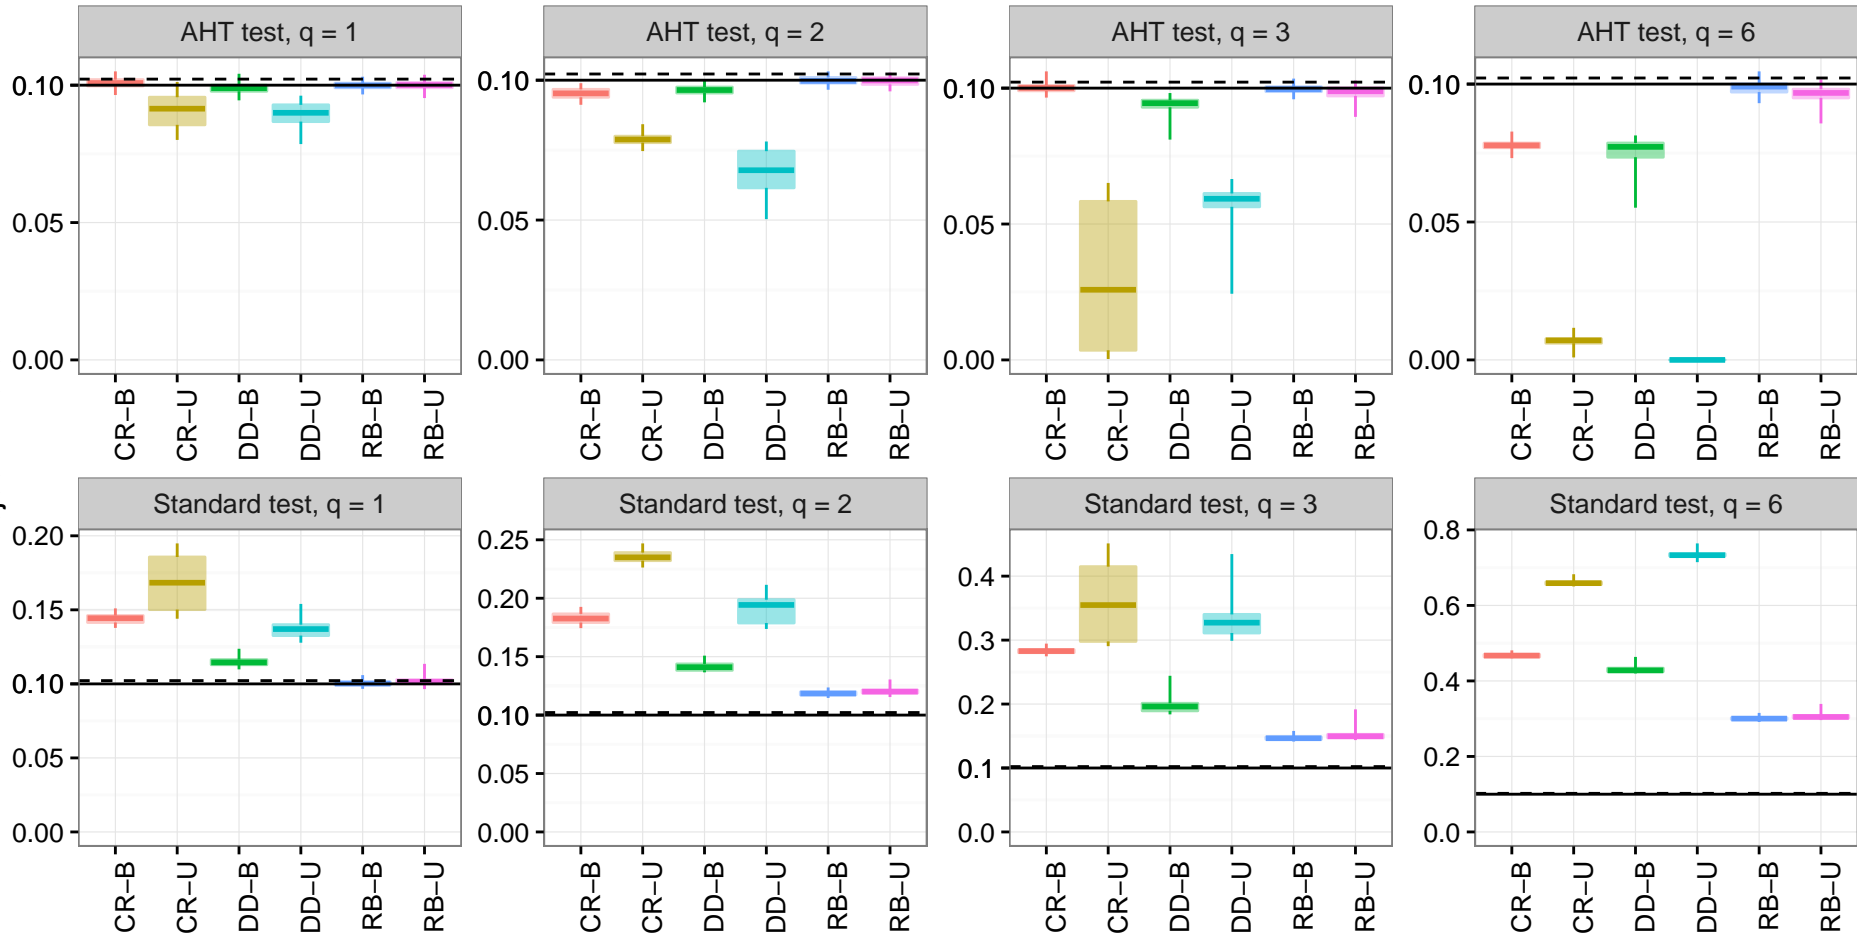 AHT test, q = 1
AHT test, q = 2
AHT test, q = 3
AHT test, q = 6
0.10
0.05
0.00
0.10
0.05
0.00
0.10
0.05
0.00
0.10
0.05
0.00
CR−B
CR−U
DD−B
DD−U
RB−B
RB−U
CR−B
CR−U
DD−B
DD−U
RB−B
RB−U
CR−B
CR−U
DD−B
DD−U
RB−B
RB−U
CR−B
CR−U
DD−B
DD−U
RB−B
RB−U
Standard test, q = 1
Standard test, q = 2
Standard test, q = 3
Standard test, q = 6
0.20
0.15
0.10
0.05
0.00
0.25
0.20
0.15
0.10
0.05
0.00
0.4
0.3
0.2
0.1
0.0
0.8
0.6
0.4
0.2
0.0
CR−B
CR−U
DD−B
DD−U
RB−B
RB−U
CR−B
CR−U
DD−B
DD−U
RB−B
RB−U
CR−B
CR−U
DD−B
DD−U
RB−B
RB−U
CR−B
CR−U
DD−B
DD−U
RB−B
RB−U